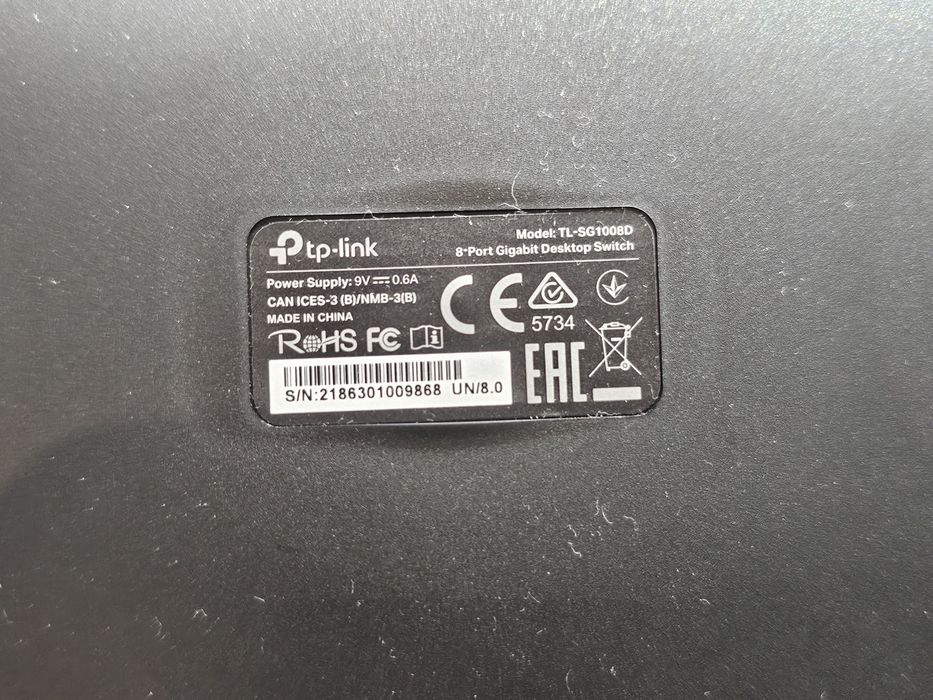 tp-link
Model: TL-SG1008D
8-Port Gigabit Desktop Switch
Power Supply: 9V⎓0.6A
CAN ICES-3 (B)/NMB-3(B)
MADE IN CHINA
RoHS FC
CE
5734
EAC
S/N:2186301009868 UN/8.0